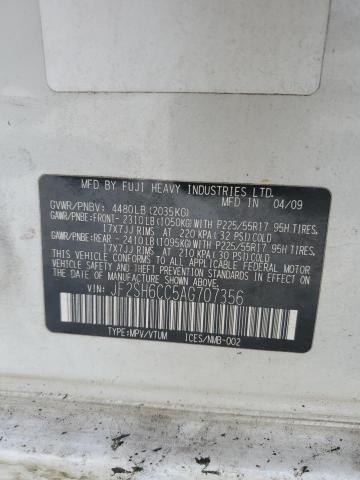 MFD BY FUJI HEAVY INDUSTRIES LTD.
MFD IN 04/09
GVWR/PNBV: 4480LB(2035KG)
GAWR/PNBE:FRONT- 2310LB(1050KG)WITH P225/55R17 95H TIRES,
17X7JJ RIMS AT 220 KPA( 32 PSI)COLD
GAWR/PNBE:REAR - 2410LB(1095KG)WITH P225/55R17 95H TIRES,
17X7JJ RIMS AT 210 KPA( 30 PSI)COLD
THIS VEHICLE CONFORMS TO ALL APPLICABLE FEDERAL MOTOR
VEHICLE SAFETY, BUMPER, AND THEFT PREVENTION STANDARDS
IN EFFECT ON THE DATE OF MANUFACTURE SHOWN ABOVE.
VIN: JF2SH6CC5AG707356
TYPE:MPV/VTUM ICES/NMB-002